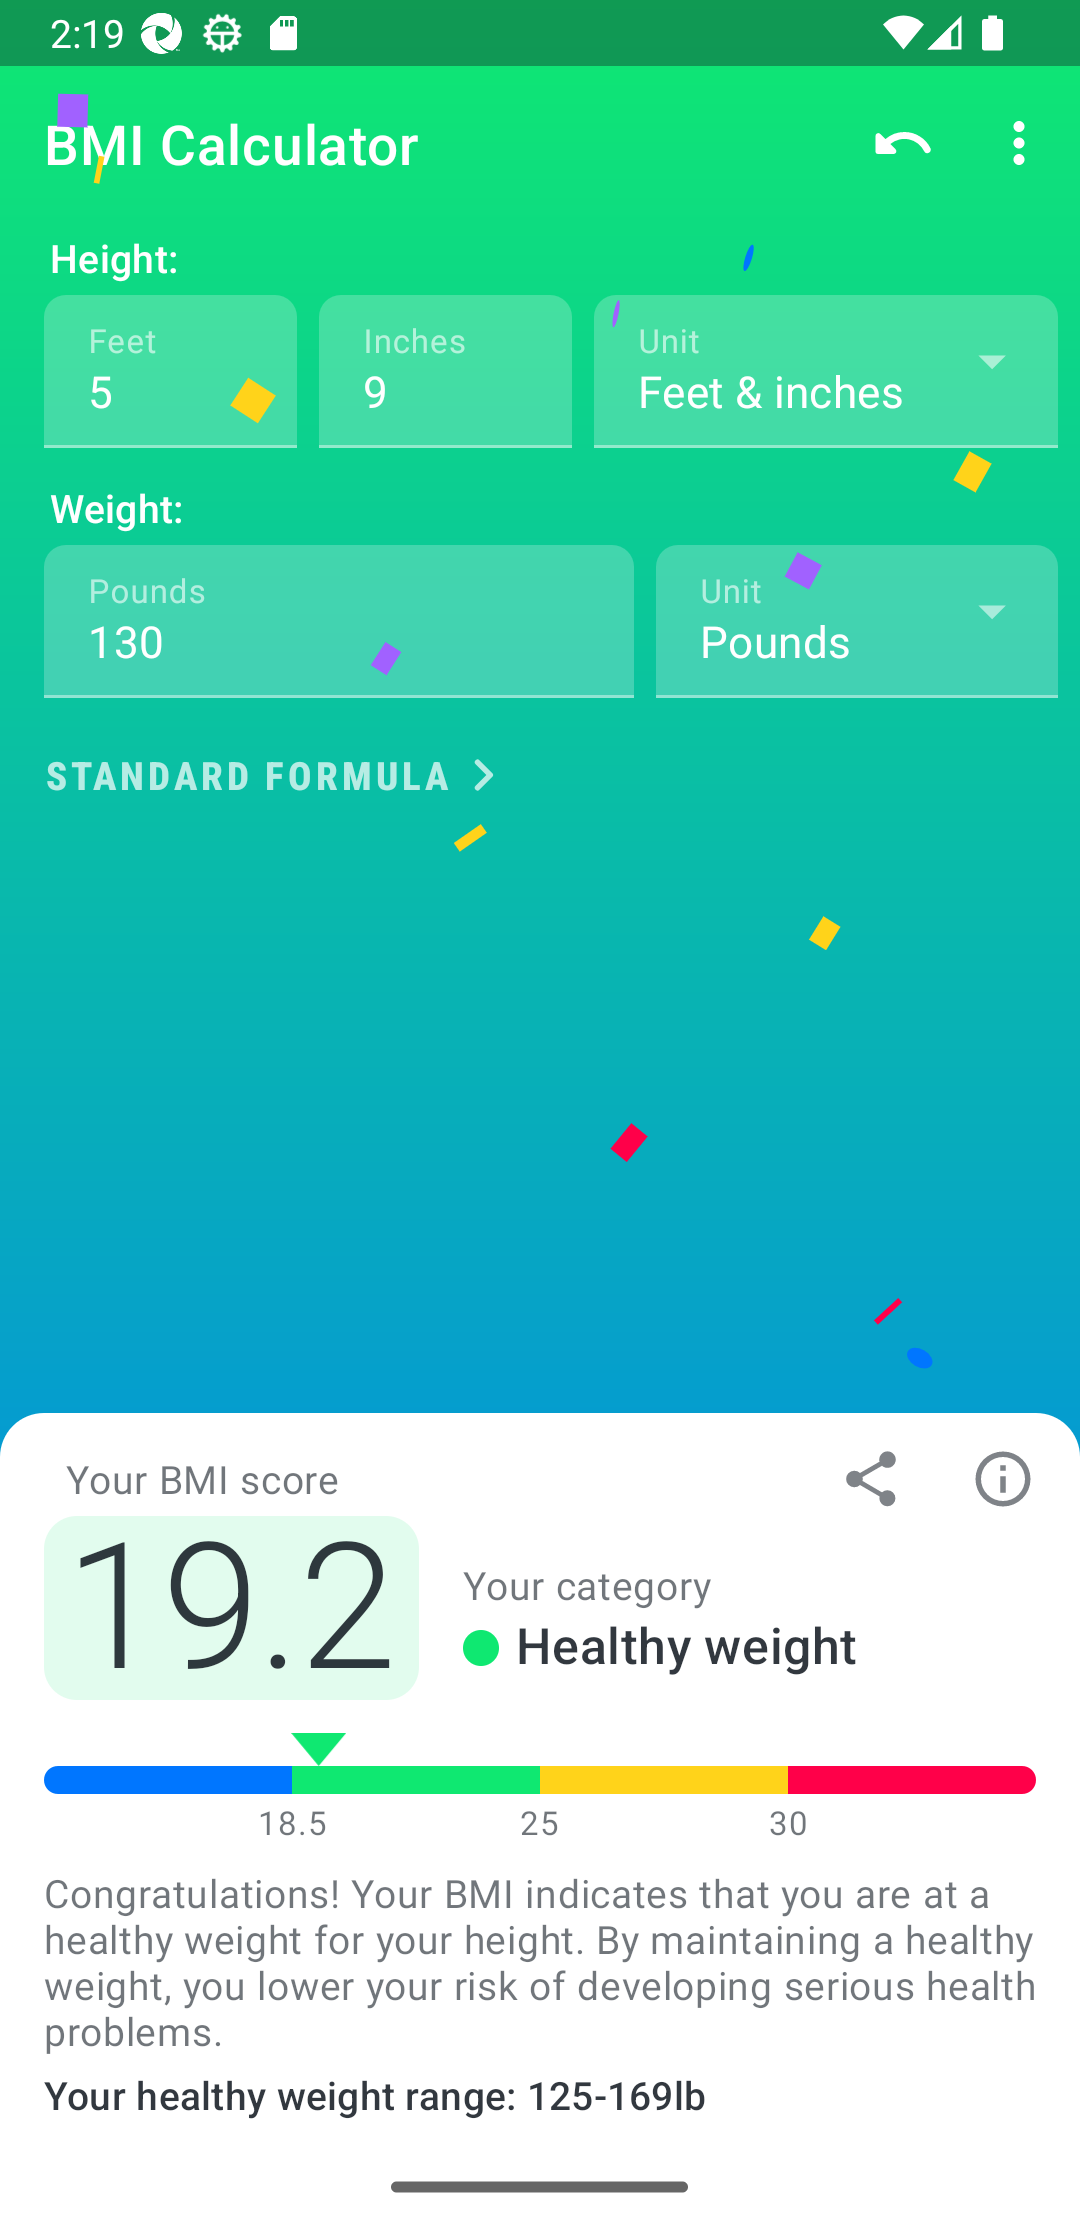 2:19
BMI Calculator
Height:
Feet
5
Inches
9
Unit
Feet & inches
Weight:
Pounds
130
Unit
Pounds
STANDARD FORMULA
Your BMI score
19.2
Your category
Healthy weight
18.5 25 30
Congratulations! Your BMI indicates that you are at a
healthy weight for your height. By maintaining a healthy
weight, you lower your risk of developing serious health
problems.
Your healthy weight range: 125-169lb